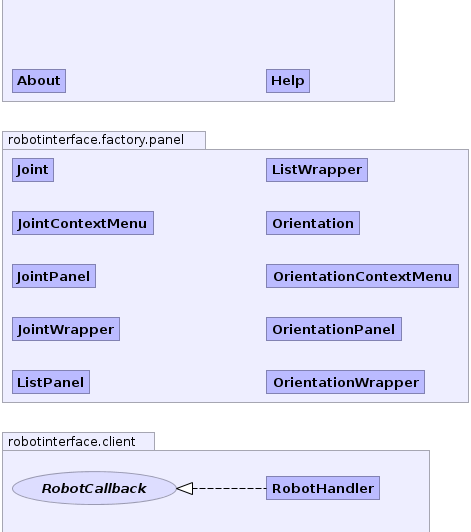 About Help
robotinterface.factory.panel
Joint ListWrapper
JointContextMenu Orientation
JointPanel OrientationContextMenu
JointWrapper OrientationPanel
ListPanel OrientationWrapper
robotinterface.client
RobotCallback RobotHandler